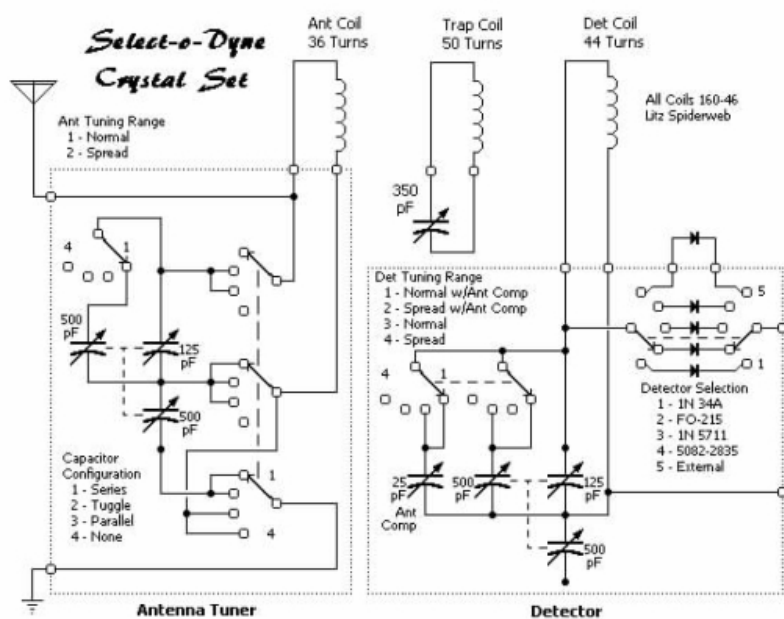 Select-o-Dyne
Crystal Set
Ant Coil
36 Turns
Trap Coil
50 Turns
Det Coil
44 Turns
All Coils 160-46
Litz Spiderweb
Ant Tuning Range
1 - Normal
2 - Spread
350
pF
4
1
500
pF
125
pF
500
pF
Capacitor
Configuration
1 - Series
2 - Tuggle
3 - Parallel
4 - None
1
4
Antenna Tuner
Det Tuning Range
1 - Normal w/Ant Comp
2 - Spread w/Ant Comp
3 - Normal
4 - Spread
4
1
25
pF
Ant
Comp
500
pF
125
pF
500
pF
5
1
Detector Selection
1 - 1N 34A
2 - FO-215
3 - 1N 5711
4 - 5082-2835
5 - External
Detector